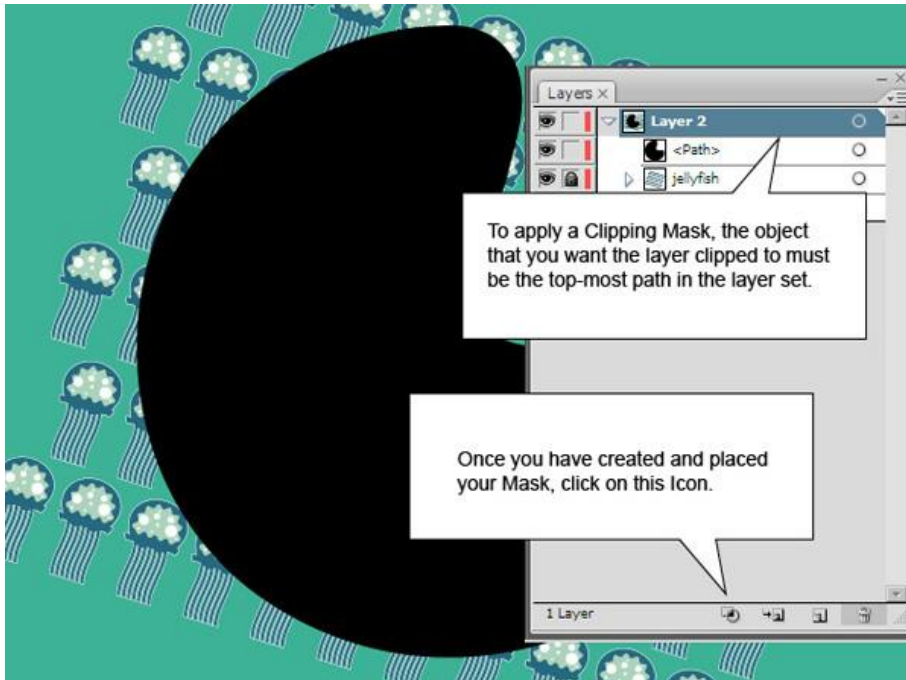 Layers ×
Layer 2
<Path>
jellyfish
To apply a Clipping Mask, the object
that you want the layer clipped to must
be the top-most path in the layer set.
Once you have created and placed
your Mask, click on this Icon.
1 Layer